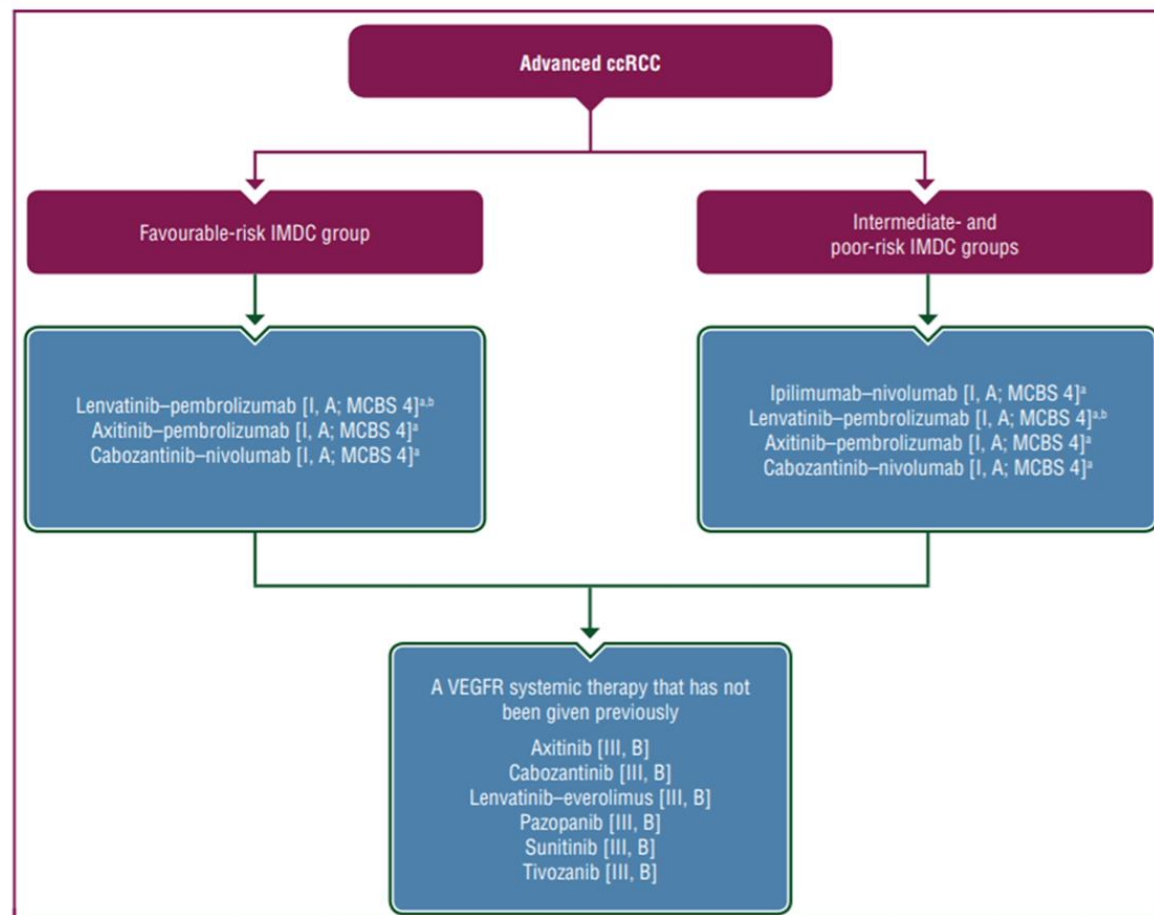 Advanced ccRCC
Favourable-risk IMDC group
Intermediate- and
poor-risk IMDC groups
Lenvatinib–pembrolizumab [I, A; MCBS 4]a,b
Axitinib–pembrolizumab [I, A; MCBS 4]a
Cabozantinib–nivolumab [I, A; MCBS 4]a
Ipilimumab–nivolumab [I, A; MCBS 4]a
Lenvatinib–pembrolizumab [I, A; MCBS 4]a,b
Axitinib–pembrolizumab [I, A; MCBS 4]a
Cabozantinib–nivolumab [I, A; MCBS 4]a
A VEGFR systemic therapy that has not
been given previously
Axitinib [III, B]
Cabozantinib [III, B]
Lenvatinib–everolimus [III, B]
Pazopanib [III, B]
Sunitinib [III, B]
Tivozanib [III, B]